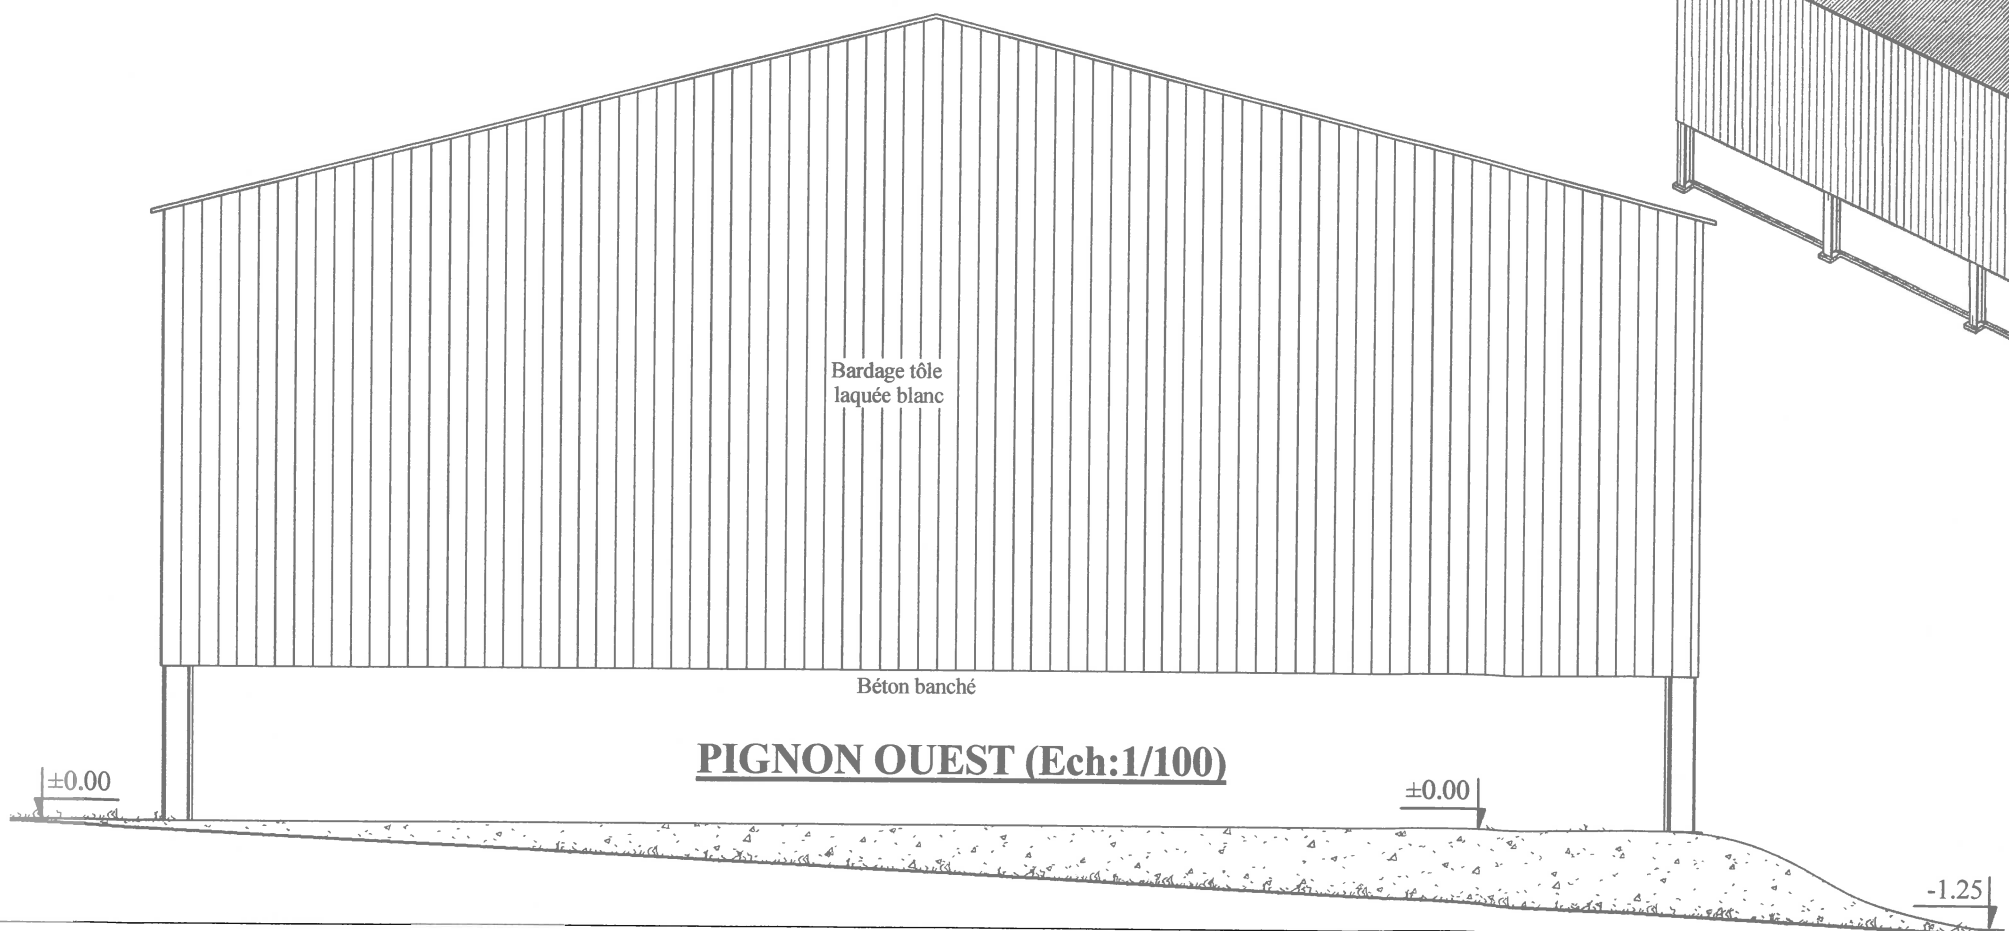 Bardage tôle
laquée blanc
Béton banché
PIGNON OUEST (Ech:1/100)
±0.00
±0.00
-1.25